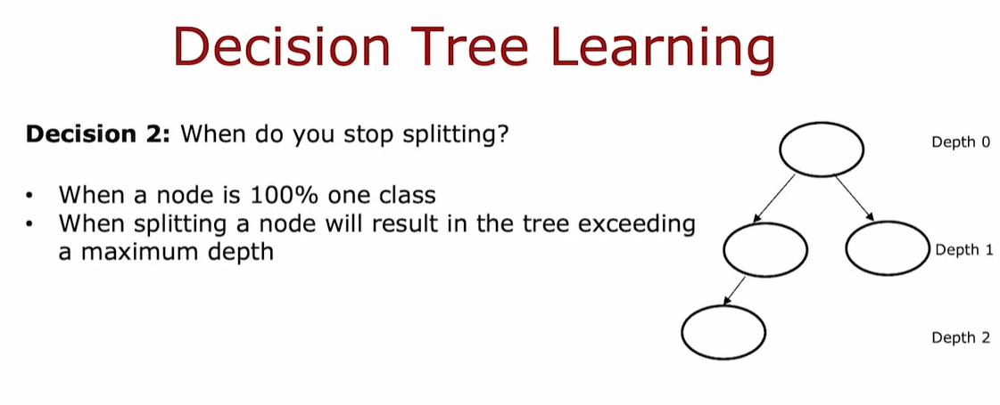 Decision Tree Learning
Decision 2: When do you stop splitting?
• When a node is 100% one class
• When splitting a node will result in the tree exceeding
a maximum depth
Depth 0
Depth 1
Depth 2